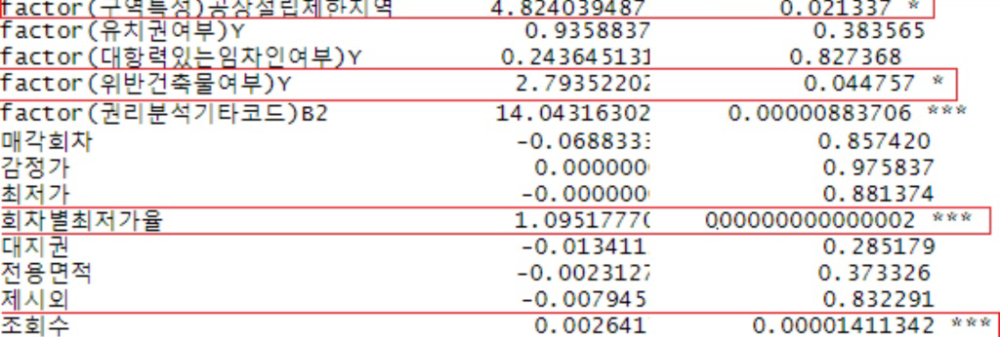 factor(구역특성)공장설립제한지역 4.824039487 0.021337 *
factor(유치권여부)Y 0.9358837 0.383565
factor(대항력있는임차인여부)Y 0.243645131 0.827368
factor(위반건축물여부)Y 2.79352202 0.044757 *
factor(권리분석기타코드)B2 14.04316302 0.00000883706 ***
매각회차 -0.0688333 0.857420
감정가 0.000000 0.975837
최저가 -0.000000 0.881374
회차별최저가율 1.09517770 0.000000000000002 ***
대지권 -0.013411 0.285179
전용면적 -0.0023127 0.373326
제시외 -0.007945 0.832291
조회수 0.002641 0.00001411342 ***